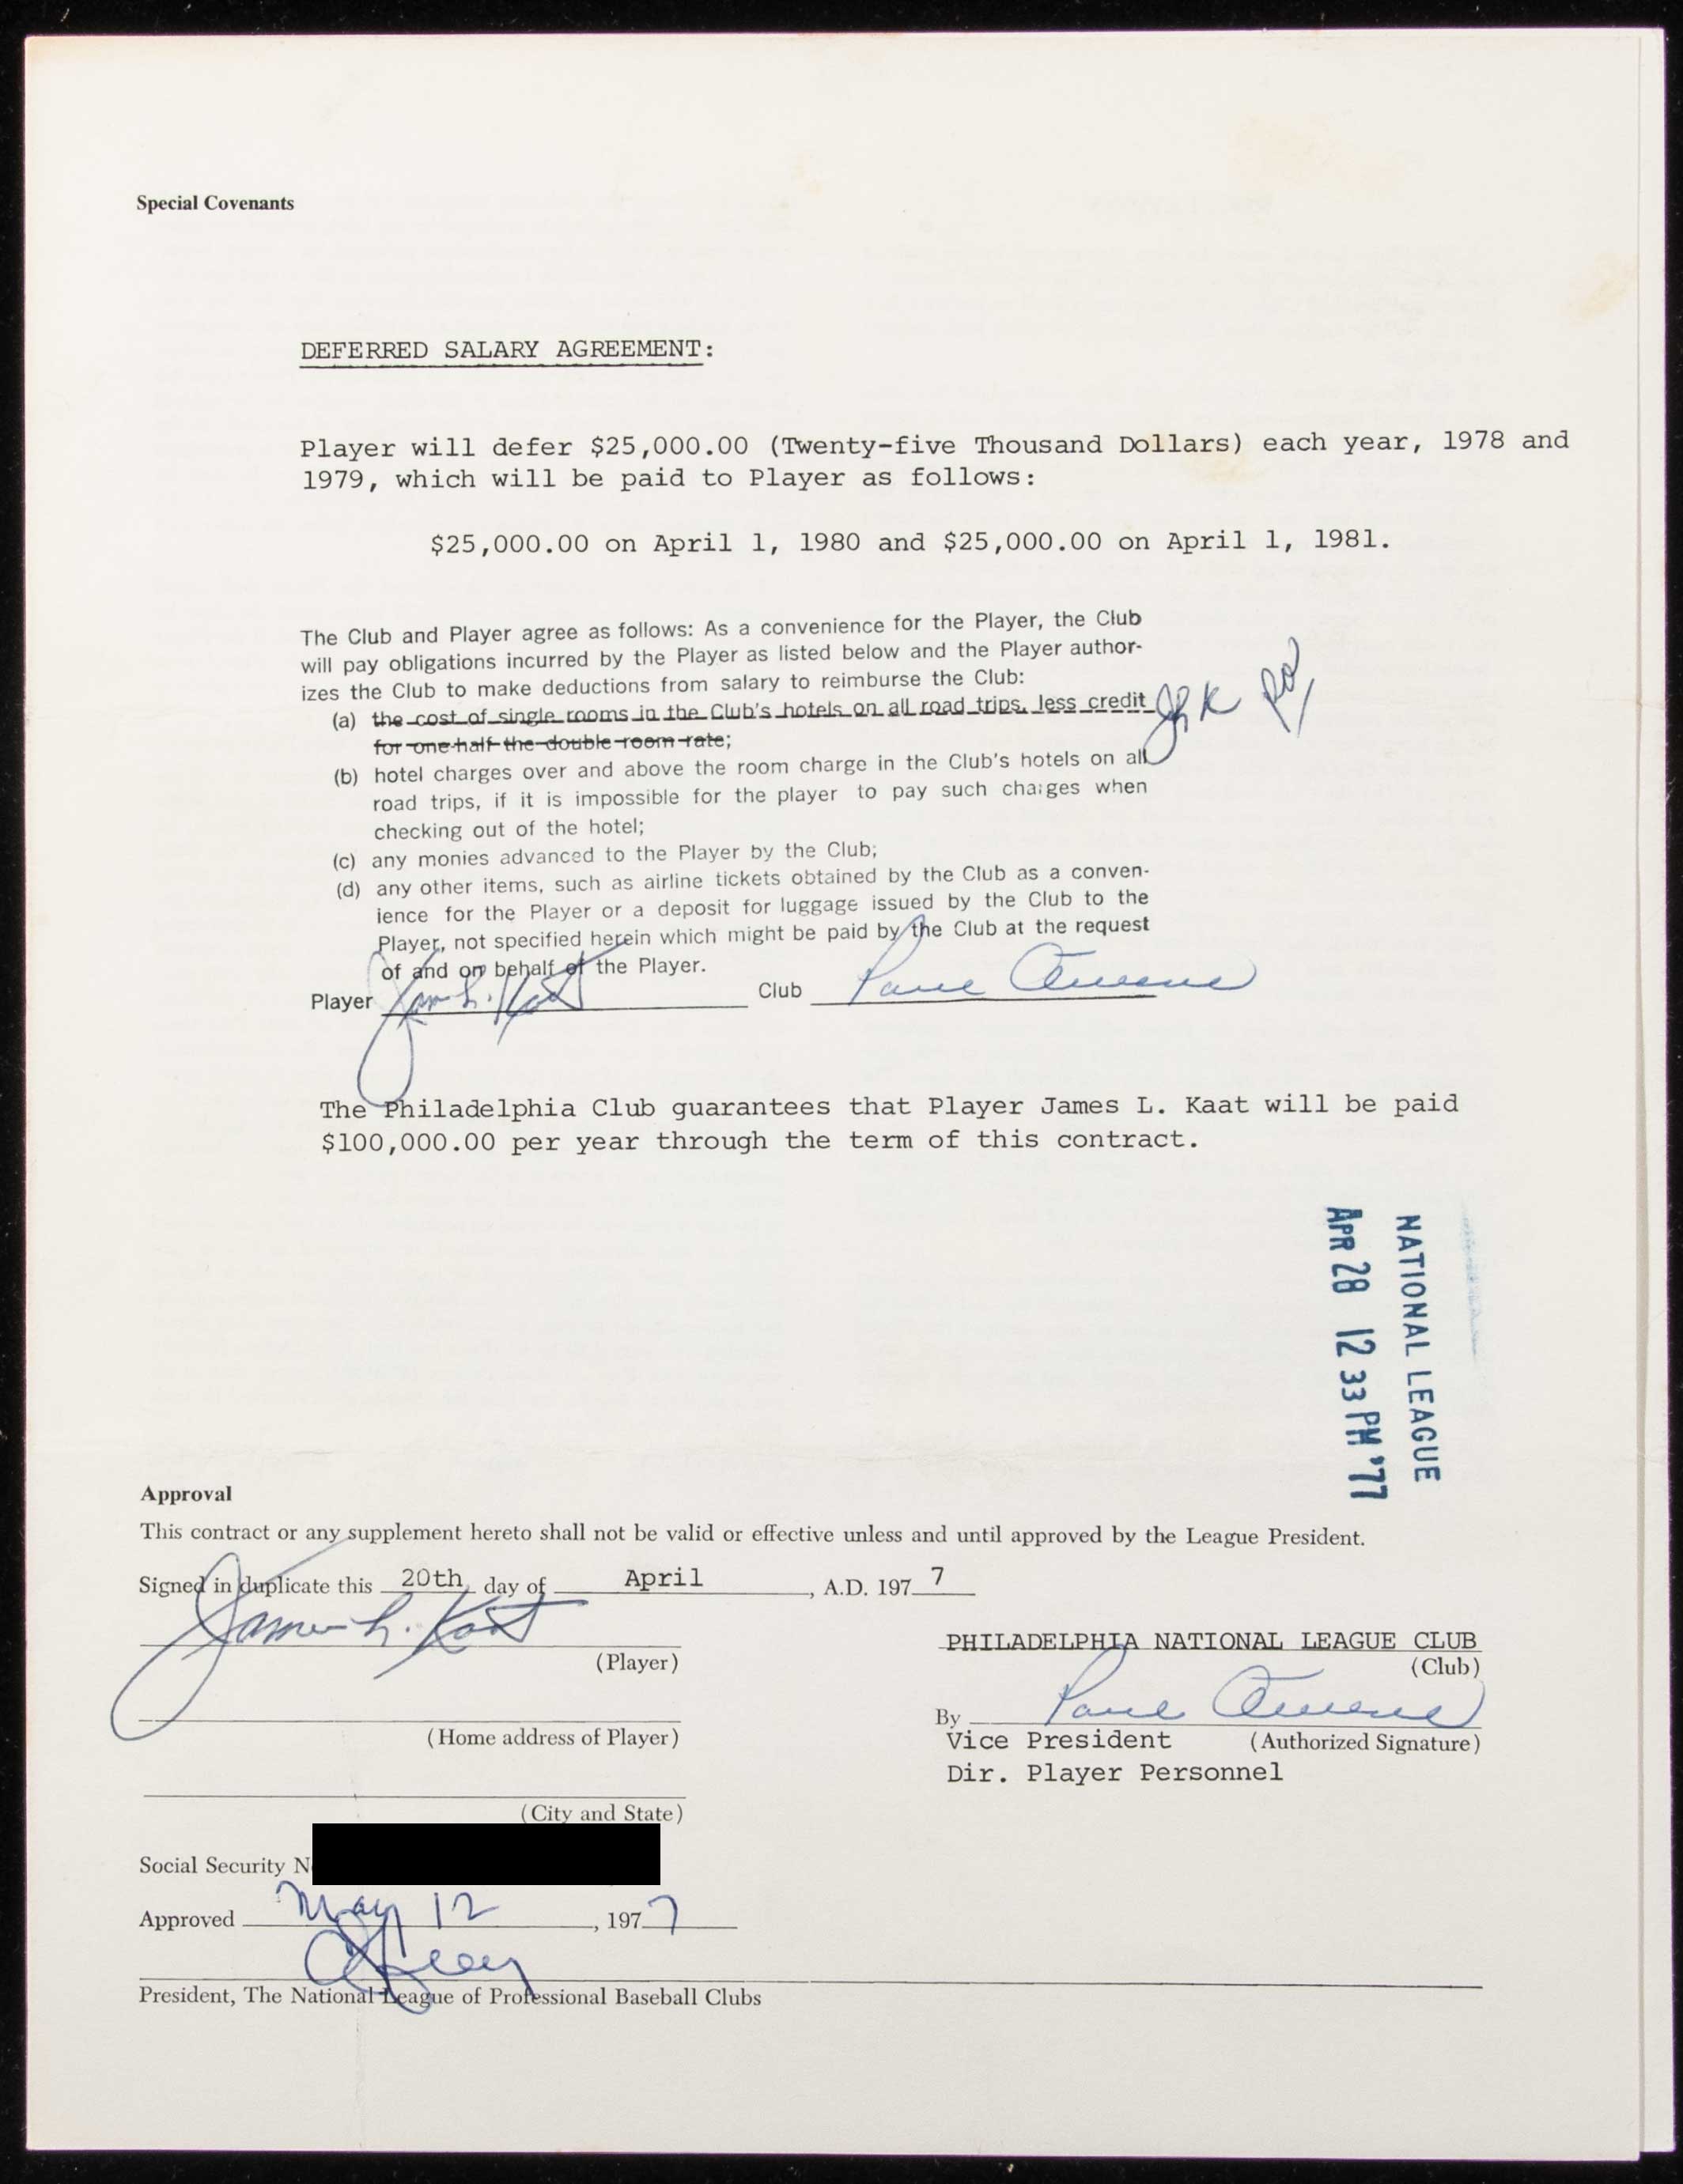 Special Covenants
DEFERRED SALARY AGREEMENT:
Player will defer $25,000.00 (Twenty-five Thousand Dollars) each year, 1978 and
1979, which will be paid to Player as follows:
$25,000.00 on April 1, 1980 and $25,000.00 on April 1, 1981.
The Club and Player agree as follows: As a convenience for the Player, the Club
will pay obligations incurred by the Player as listed below and the Player author-
izes the Club to make deductions from salary to reimburse the Club:
(a) the cost of single rooms in the Club's hotels on all road trips, less credit
for one-half the double room rate;
JLK PO
(b) hotel charges over and above the room charge in the Club's hotels on all
road trips, if it is impossible for the player to pay such charges when
checking out of the hotel;
(c) any monies advanced to the Player by the Club;
(d) any other items, such as airline tickets obtained by the Club as a conven-
ience for the Player or a deposit for luggage issued by the Club to the
Player, not specified herein which might be paid by the Club at the request
of and on behalf of the Player.
Player James L. Kaat Club Paul Owens
The Philadelphia Club guarantees that Player James L. Kaat will be paid
$100,000.00 per year through the term of this contract.
NATIONAL LEAGUE
APR 28 12 33 PM '77
Approval
This contract or any supplement hereto shall not be valid or effective unless and until approved by the League President.
Signed in duplicate this 20th day of April, A.D. 1977
James L. Kaat
(Player)
PHILADELPHIA NATIONAL LEAGUE CLUB
(Club)
By Paul Owens
(Home address of Player)
Vice President (Authorized Signature)
Dir. Player Personnel
(City and State)
Social Security N
Approved May 12, 1977
President, The National League of Professional Baseball Clubs